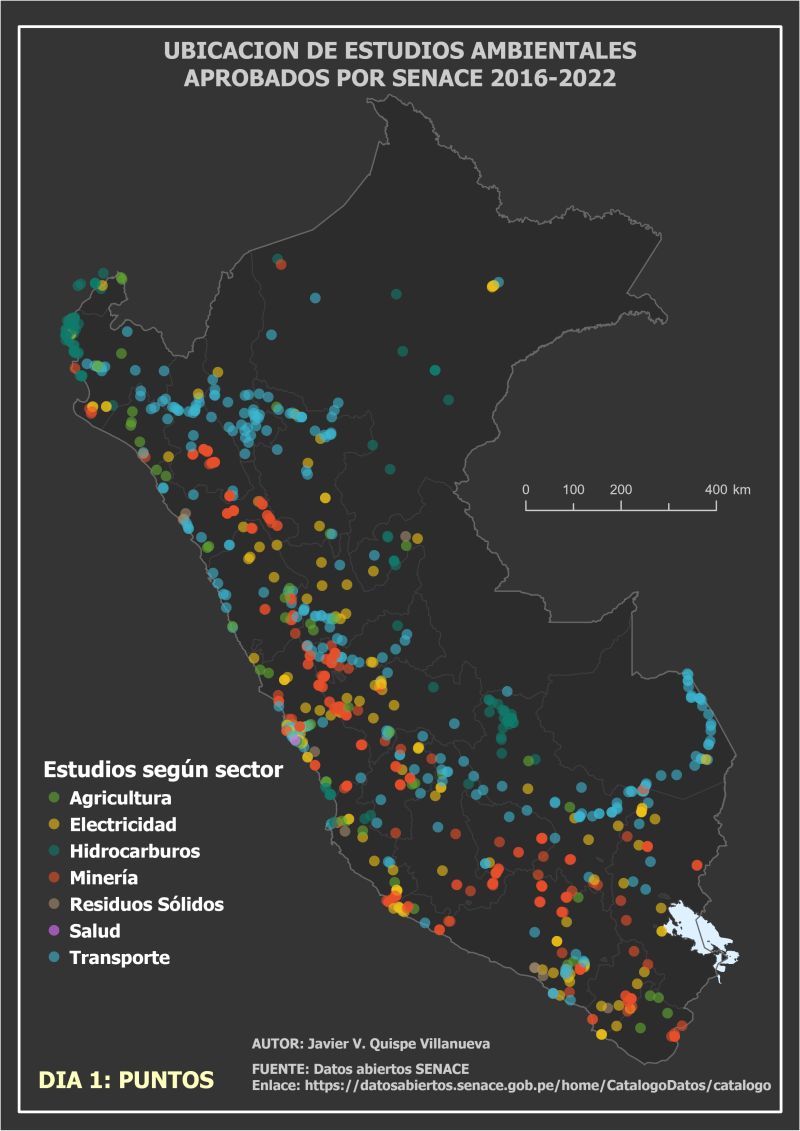 UBICACION DE ESTUDIOS AMBIENTALES
APROBADOS POR SENACE 2016-2022
0 100 200 400 km
Estudios según sector
Agricultura
Electricidad
Hidrocarburos
Minería
Residuos Sólidos
Salud
Transporte
AUTOR: Javier V. Quispe Villanueva
DIA 1: PUNTOS
FUENTE: Datos abiertos SENACE
Enlace: https://datosabiertos.senace.gob.pe/home/CatalogoDatos/catalogo